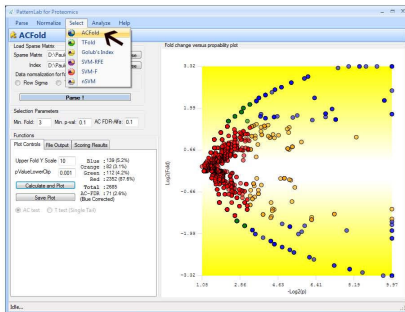 PatternLab for Proteomics
Parse Normalize Select Analyze Help
ACFold
ACFold
TFold
Golub's Index
SVM-RFE
SVM-F
nSVM
Load Sparse Matrix
Sparse Matrix D:\Paul
Index D:\Paul
Data normalization for
Row Sigma
Parse !
Selection Parameters
Min. Fold: 3 Min. p-val 0.1 AC FDR Alfa: 0.1
Functions
Plot Controls File Output Scoring Results
Upper Fold Y Scale 10
pValueLowerClip 0.001
Calculate and Plot
Save Plot
Blue :139 (5.2%)
Orange :82 (3.1%)
Green :112 (4.2%)
Red :2352 (87.6%)
Total :2685
AC-FDR :71 (2.6%)
(Blue Corrected)
AC test T test (Single Tail)
Fold change versus propability plot
Log2(Fold)
3.32
1.99
0.66
-0.66
-1.99
-3.32
1.08 2.86 4.63 6.41 8.19 9.97
-Log2(p)
Idle...